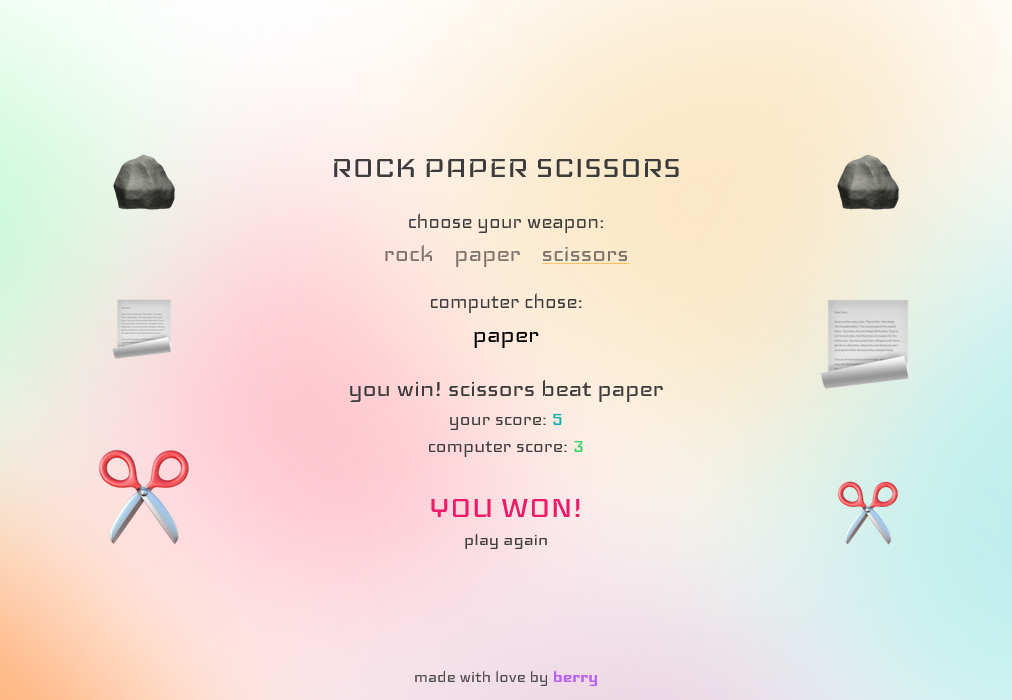 ROCK PAPER SCISSORS
choose your weapon:
rock paper scissors
computer chose:
paper
you win! scissors beat paper
your score: 5
computer score: 3
YOU WON!
play again
made with love by berry